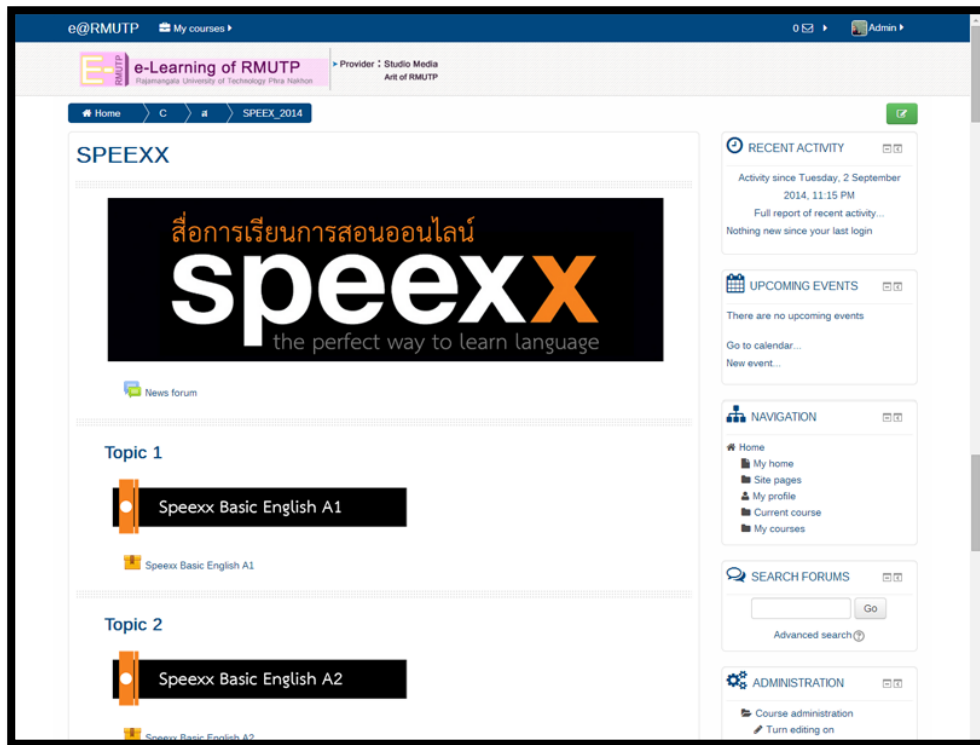 e@RMUTP My courses 0 Admin
E- RMUTP e-Learning of RMUTP
Rajamangala University of Technology Phra Nakhon
Provider : Studio Media
Arit of RMUTP
Home C ส SPEEX_2014
SPEEXX
สื่อการเรียนการสอนออนไลน์
speexx
the perfect way to learn language
News forum
Topic 1
Speexx Basic English A1
Speexx Basic English A1
Topic 2
Speexx Basic English A2
Speexx Basic English A2
RECENT ACTIVITY
Activity since Tuesday, 2 September
2014, 11:15 PM
Full report of recent activity...
Nothing new since your last login
UPCOMING EVENTS
There are no upcoming events
Go to calendar...
New event...
NAVIGATION
Home
My home
Site pages
My profile
Current course
My courses
SEARCH FORUMS
Go
Advanced search
ADMINISTRATION
Course administration
Turn editing on